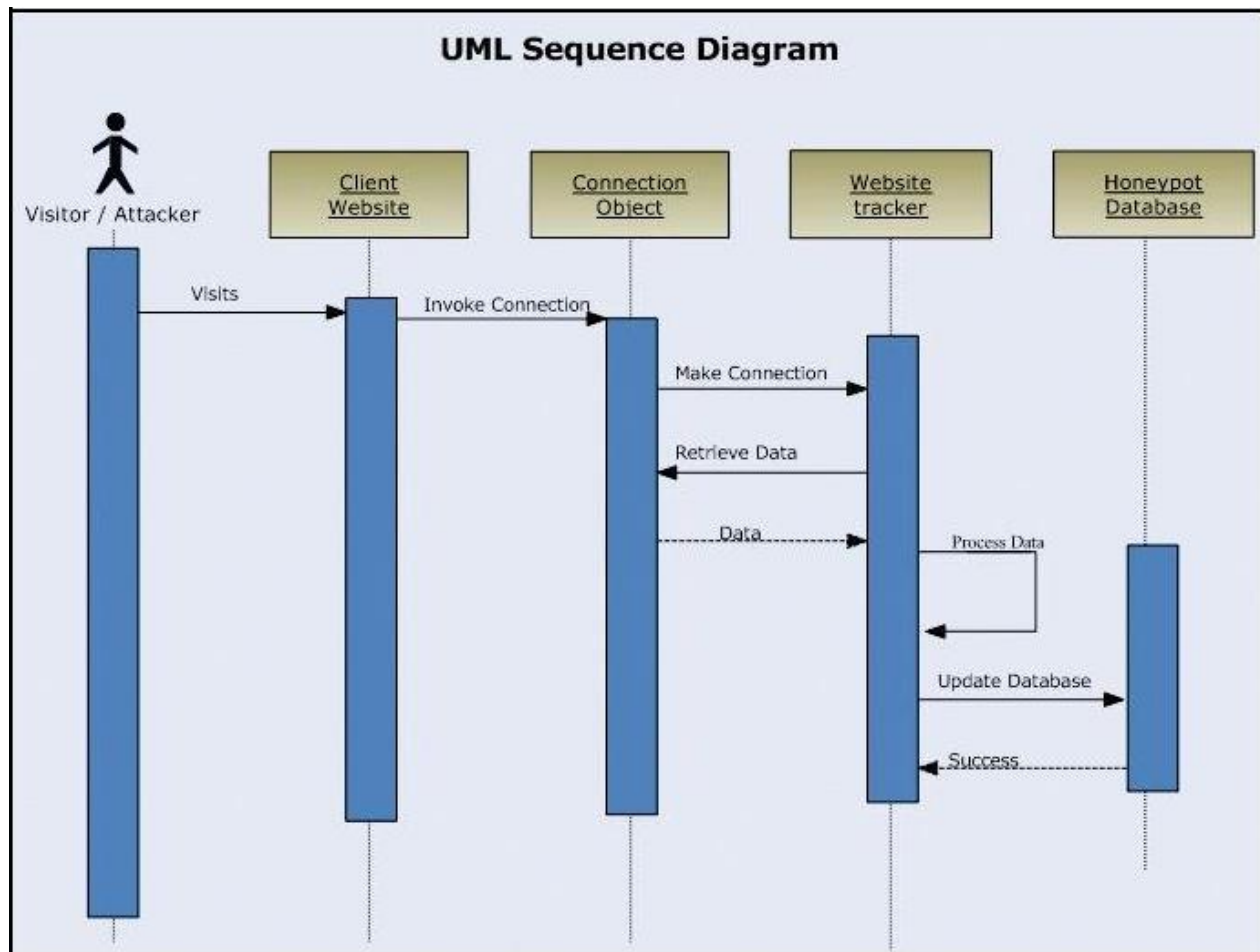 UML Sequence Diagram
Visitor / Attacker
Client
Website
Connection
Object
Website
tracker
Honeypot
Database
Visits
Invoke Connection
Make Connection
Retrieve Data
Data
Process Data
Update Database
Success